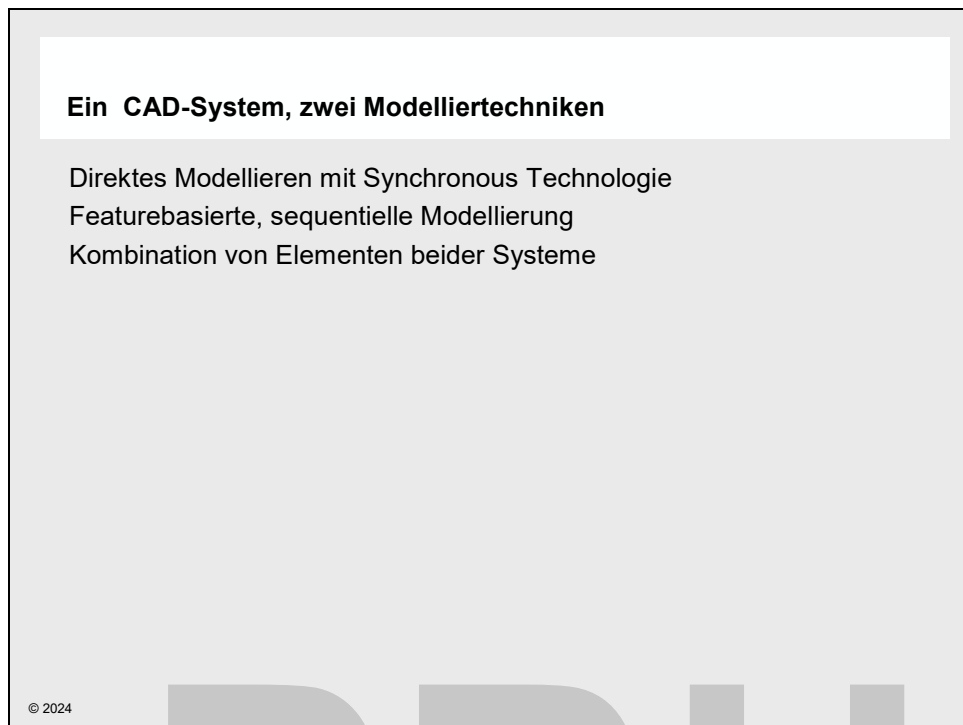 Ein  CAD-System, zwei Modelliertechniken
Direktes Modellieren mit Synchronous Technologie
Featurebasierte, sequentielle Modellierung
Kombination von Elementen beider Systeme
© 2024